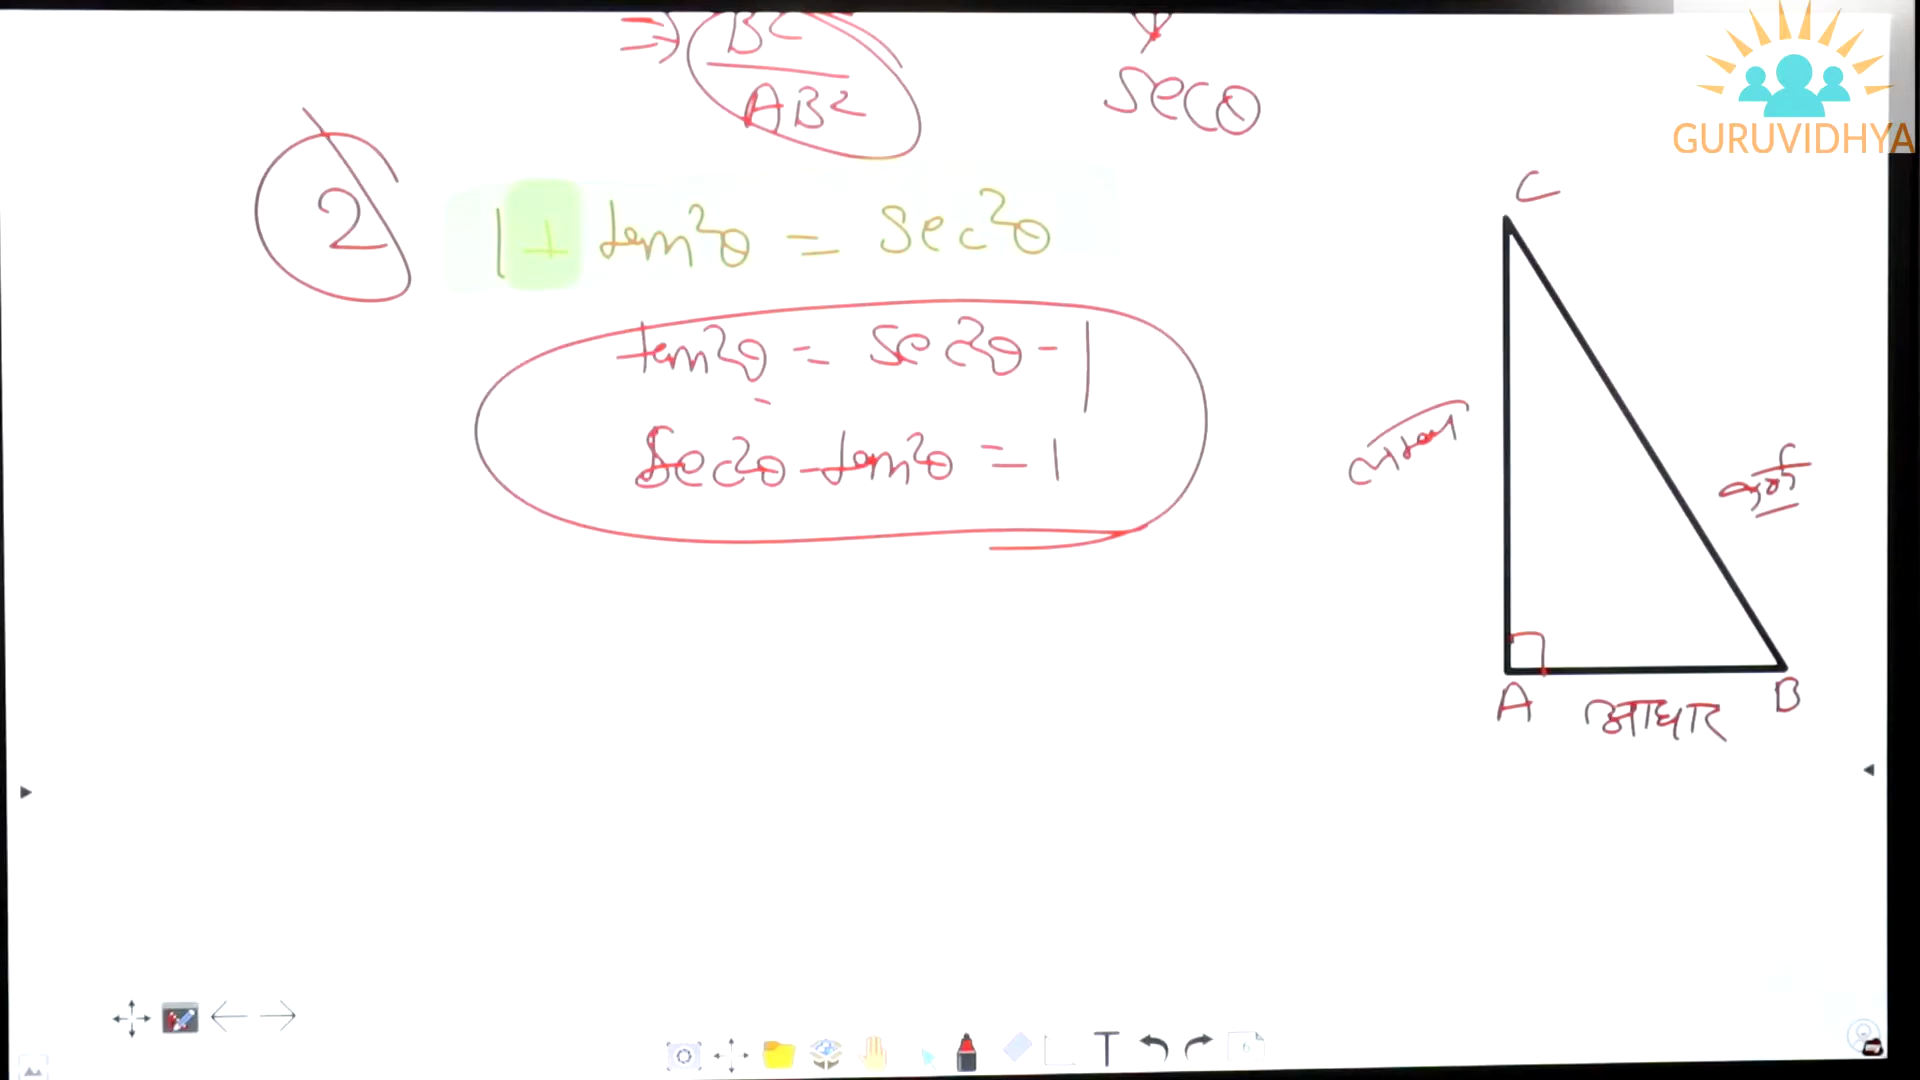 ⇒ BC²
AB²
secθ
GURUVIDHYA
2
1 + tan²θ = sec²θ
tan²θ = sec²θ - 1
sec²θ - tan²θ = 1
C
लम्ब
कर्ण
A
आधार
B
T